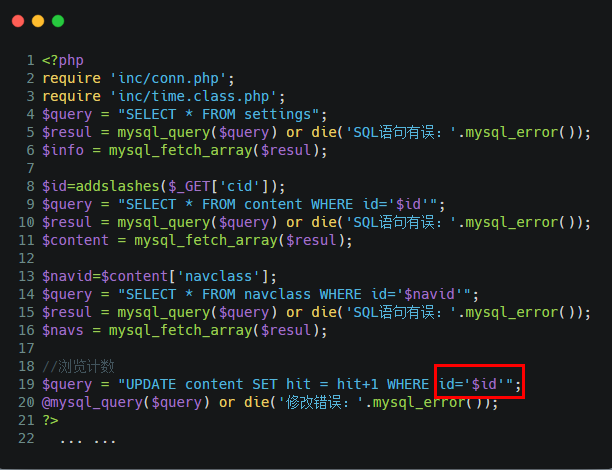 1 <?php
2 require 'inc/conn.php';
3 require 'inc/time.class.php';
4 $query = "SELECT * FROM settings";
5 $resul = mysql_query($query) or die('SQL语句有误：'.mysql_error());
6 $info = mysql_fetch_array($resul);
7
8 $id=addslashes($_GET['cid']);
9 $query = "SELECT * FROM content WHERE id='$id'";
10 $resul = mysql_query($query) or die('SQL语句有误：'.mysql_error());
11 $content = mysql_fetch_array($resul);
12
13 $navid=$content['navclass'];
14 $query = "SELECT * FROM navclass WHERE id='$navid'";
15 $resul = mysql_query($query) or die('SQL语句有误：'.mysql_error());
16 $navs = mysql_fetch_array($resul);
17
18 //浏览计数
19 $query = "UPDATE content SET hit = hit+1 WHERE id='$id'";
20 @mysql_query($query) or die('修改错误：'.mysql_error());
21 ?>
22 ... ...